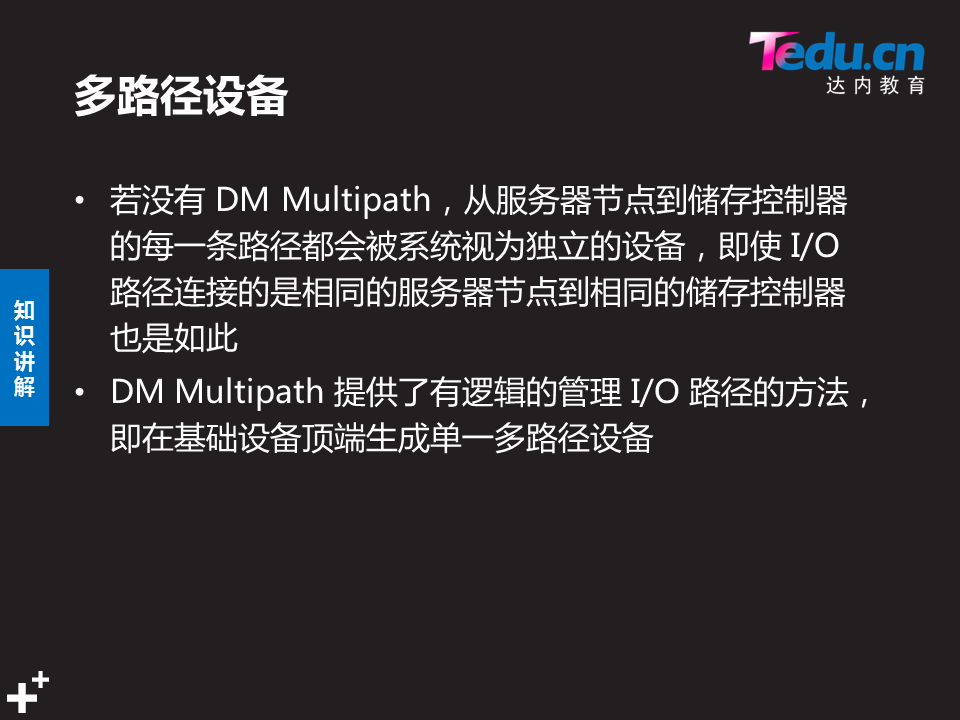 Tedu.cn
达内教育
多路径设备
• 若没有 DM Multipath，从服务器节点到储存控制器
的每一条路径都会被系统视为独立的设备，即使 I/O
路径连接的是相同的服务器节点到相同的储存控制器
也是如此
• DM Multipath 提供了有逻辑的管理 I/O 路径的方法，
即在基础设备顶端生成单一多路径设备
知
识
讲
解